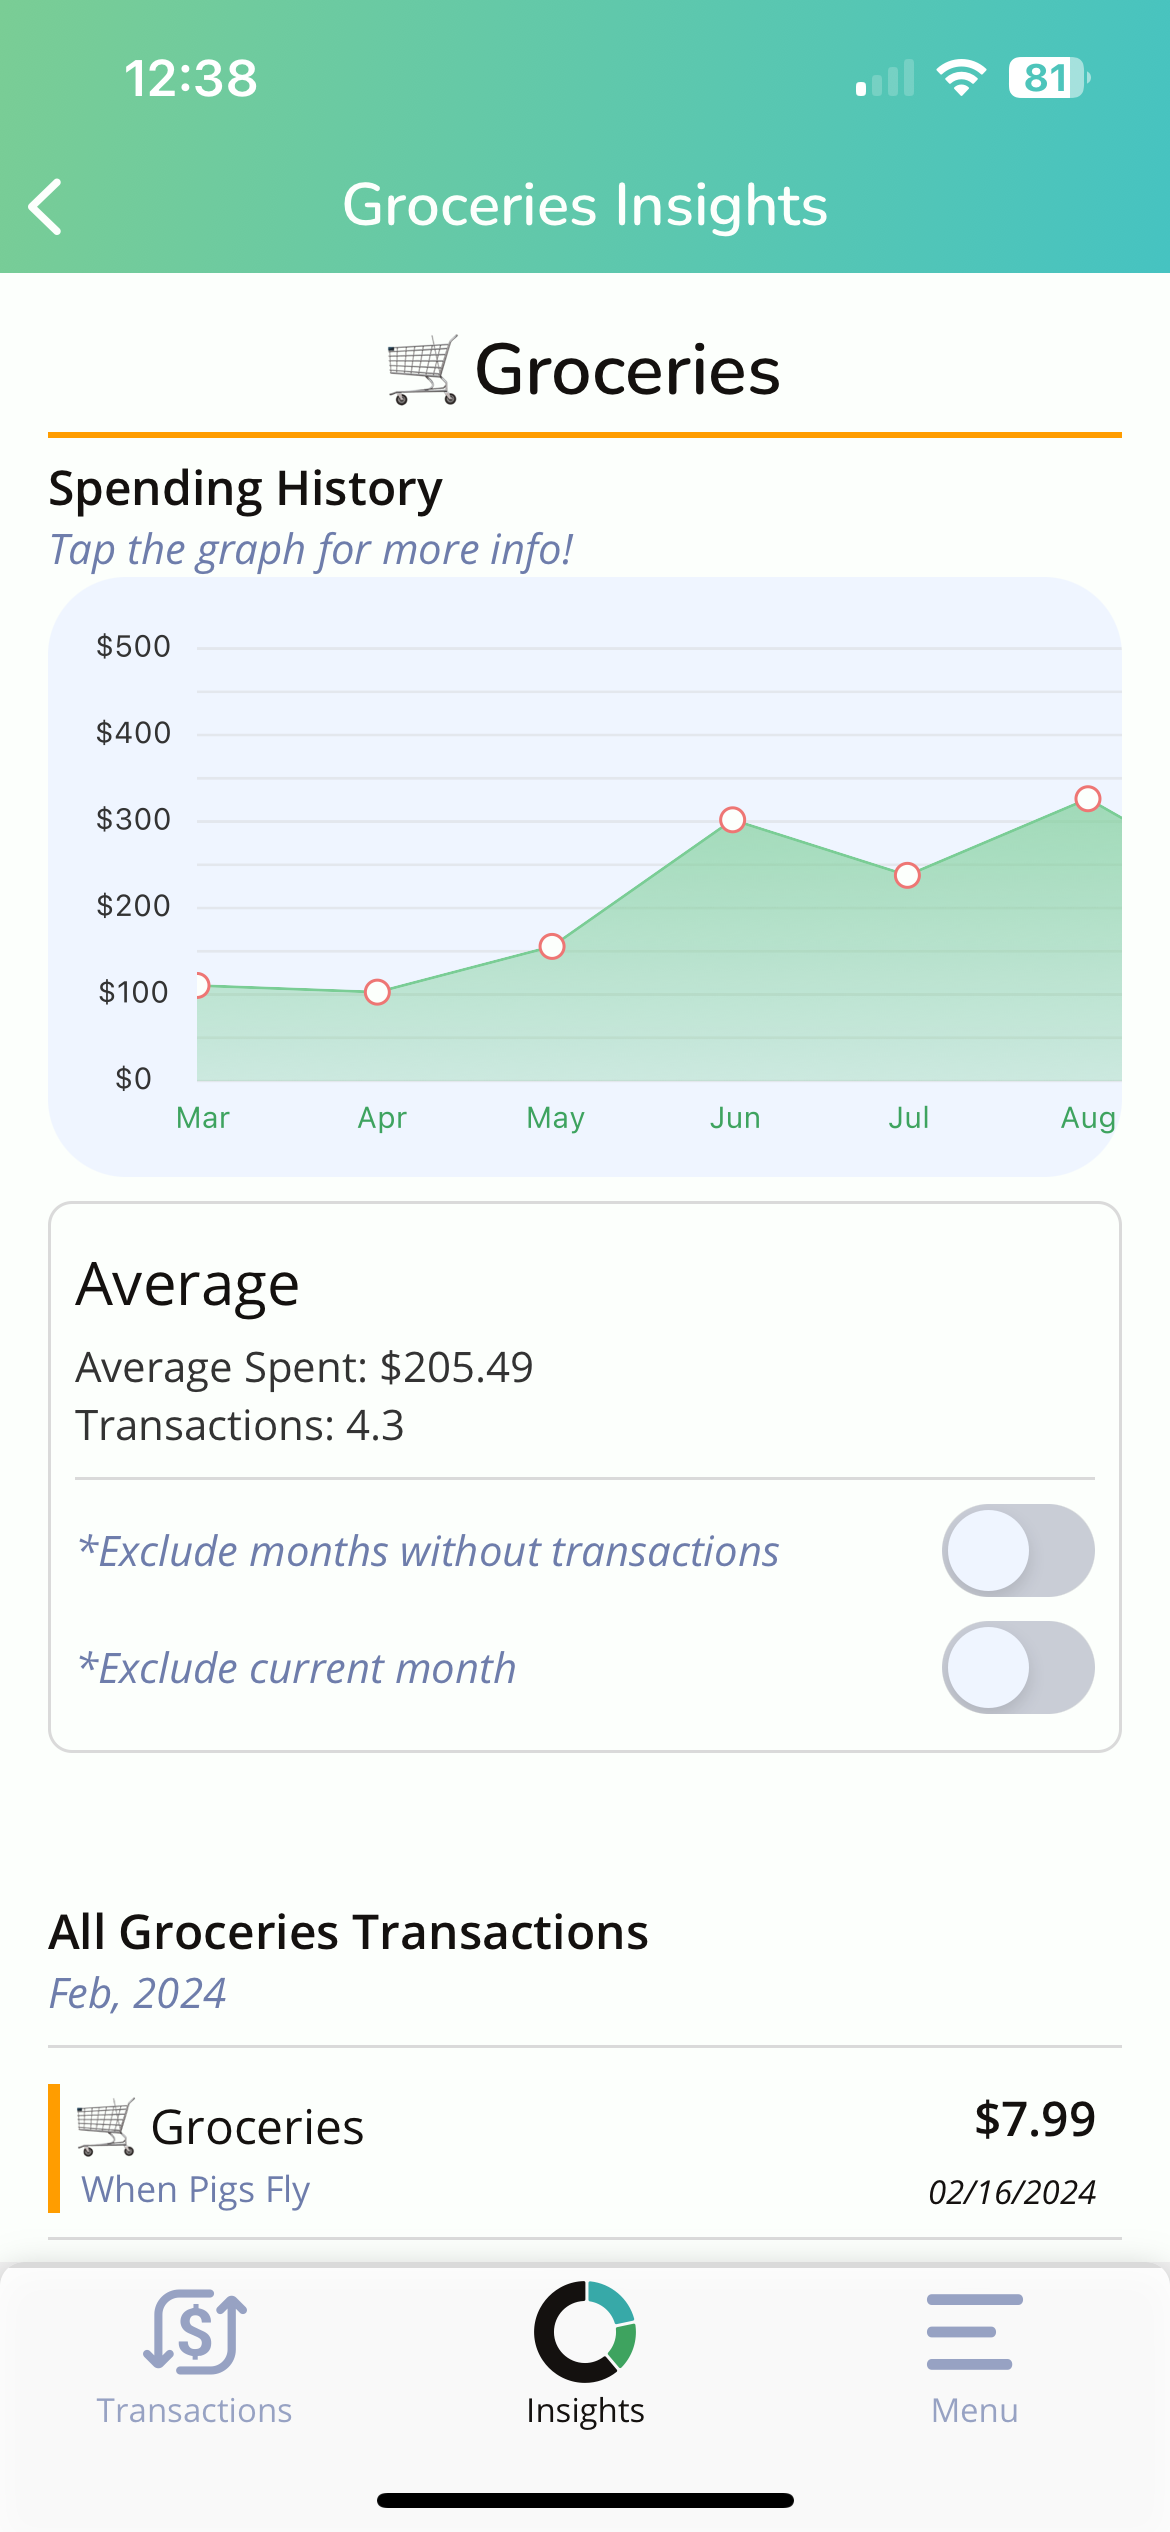 12:38
81
Groceries Insights
Groceries
Spending History
Tap the graph for more info!
$500
$400
$300
$200
$100
$0
Mar Apr May Jun Jul Aug
Average
Average Spent: $205.49
Transactions: 4.3
*Exclude months without transactions
*Exclude current month
All Groceries Transactions
Feb, 2024
Groceries $7.99
When Pigs Fly 02/16/2024
Transactions Insights Menu